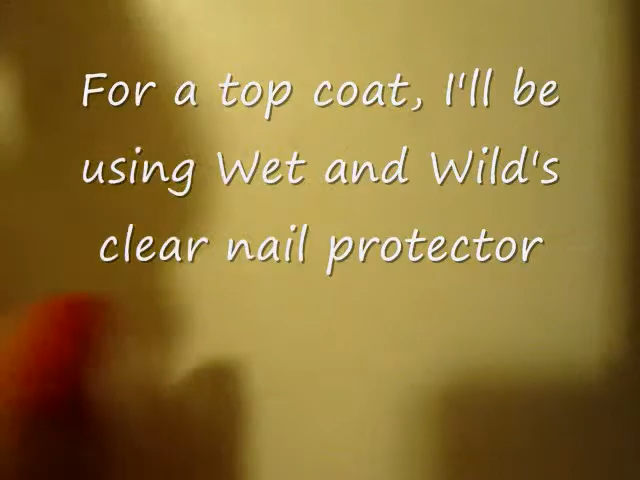 For a top coat, I'll be
using Wet and Wild's
clear nail protector